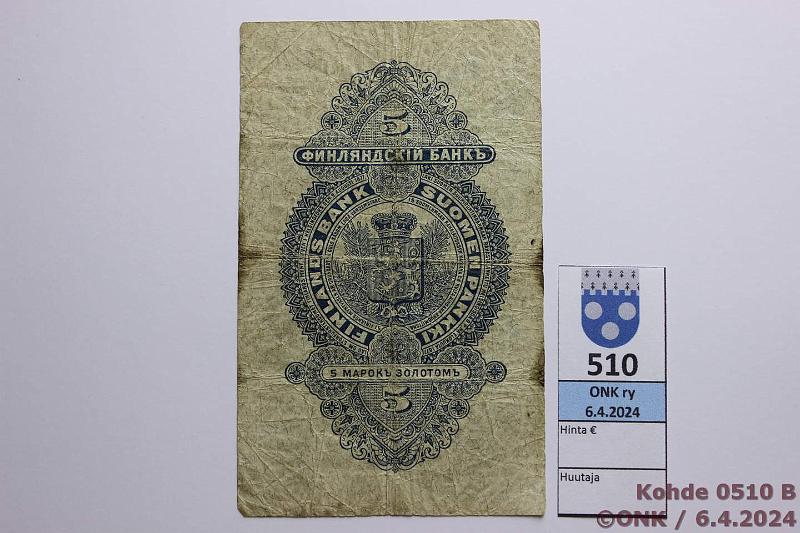 5
ФИНЛЯНДСКІЙ БАНКЪ
FINLANDS BANK
SUOMEN PANKKI
5 МАРОКЪ ЗОЛОТОМЪ
5
510
ONK ry
6.4.2024
Hinta €
Huutaja
Kohde 0510 B
©ONK / 6.4.2024